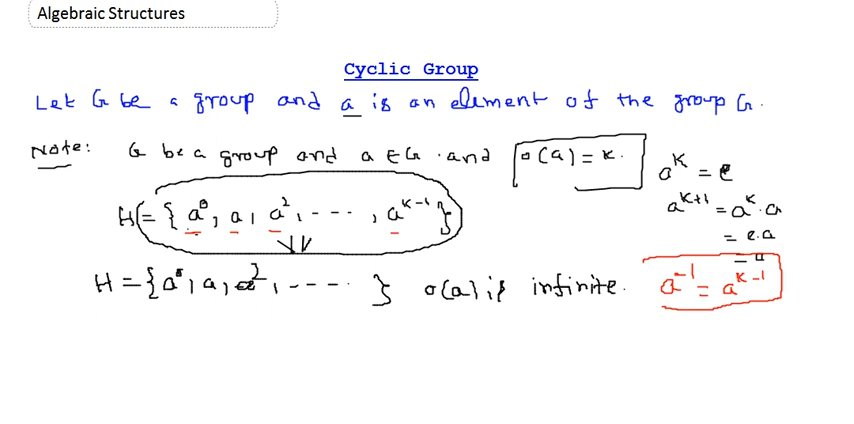 Algebraic Structures
Cyclic Group
Let G be a group and a is an element of the group G.
Note: G be a group and a ∈ G . and o(a) = k.
a^k = e
a^(k+1) = a^k . a
= e.a
= a
H = { a^0, a, a^2, - - - - , a^(k-1) }
H = { a^0, a, a^2, - - - - } o(a) is infinite.
a^-1 = a^(k-1)